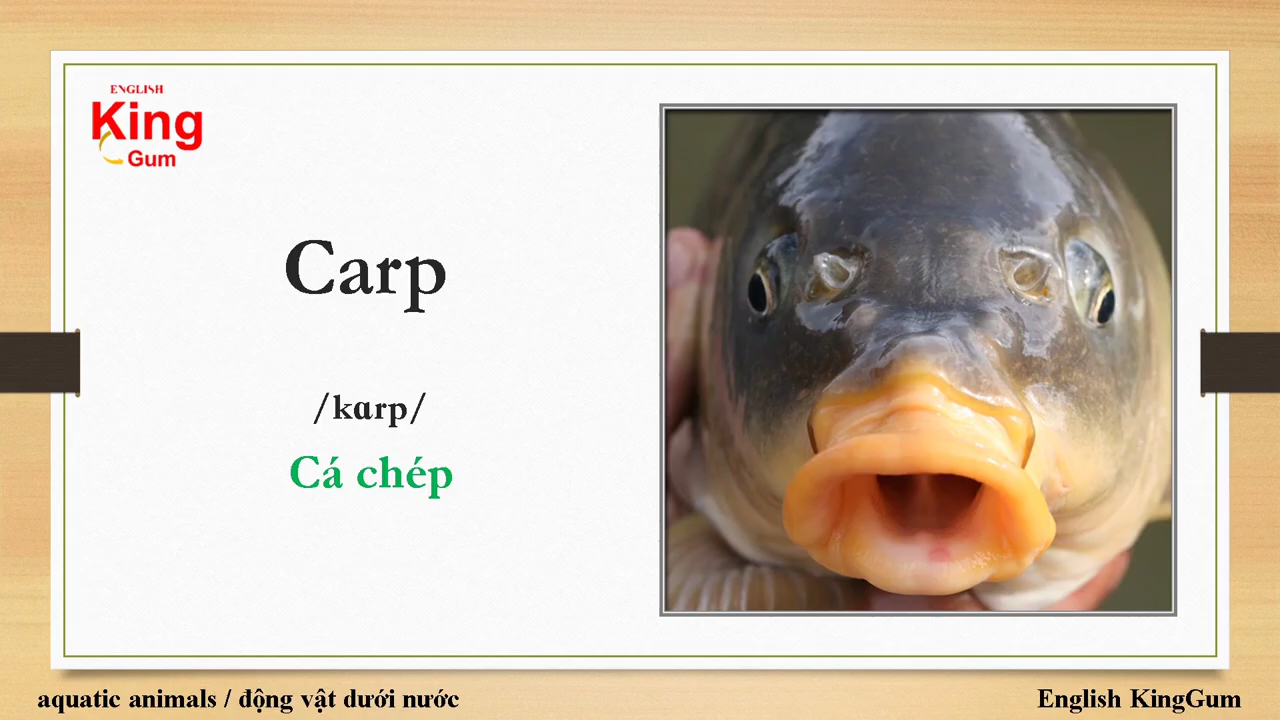 ENGLISH
King
Gum
Carp
/kɑrp/
Cá chép
aquatic animals / động vật dưới nước
English KingGum